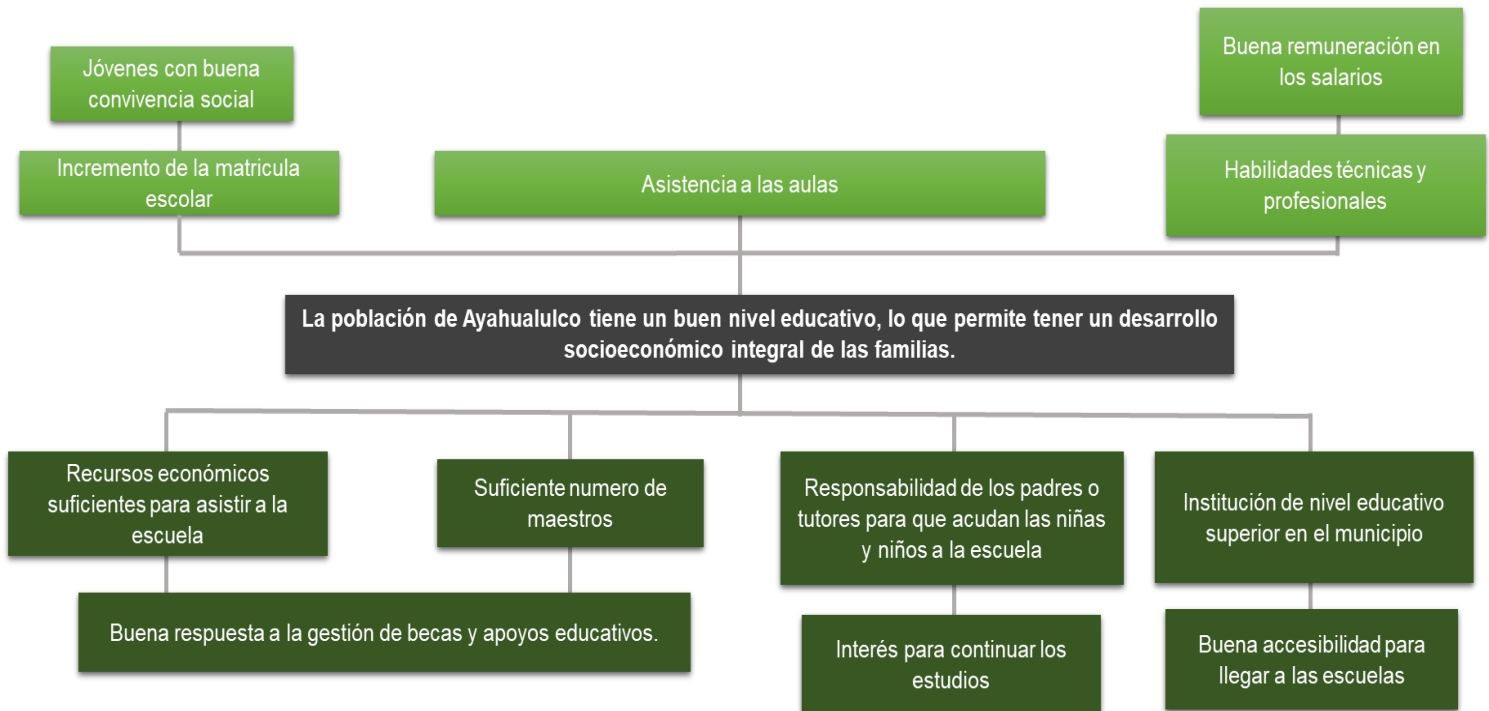 Jóvenes con buena
convivencia social
Buena remuneración en
los salarios
Incremento de la matricula
escolar
Asistencia a las aulas
Habilidades técnicas y
profesionales
La población de Ayahualulco tiene un buen nivel educativo, lo que permite tener un desarrollo
socioeconómico integral de las familias.
Recursos económicos
suficientes para asistir a la
escuela
Suficiente numero de
maestros
Responsabilidad de los padres o
tutores para que acudan las niñas
y niños a la escuela
Institución de nivel educativo
superior en el municipio
Buena respuesta a la gestión de becas y apoyos educativos.
Interés para continuar los
estudios
Buena accesibilidad para
llegar a las escuelas